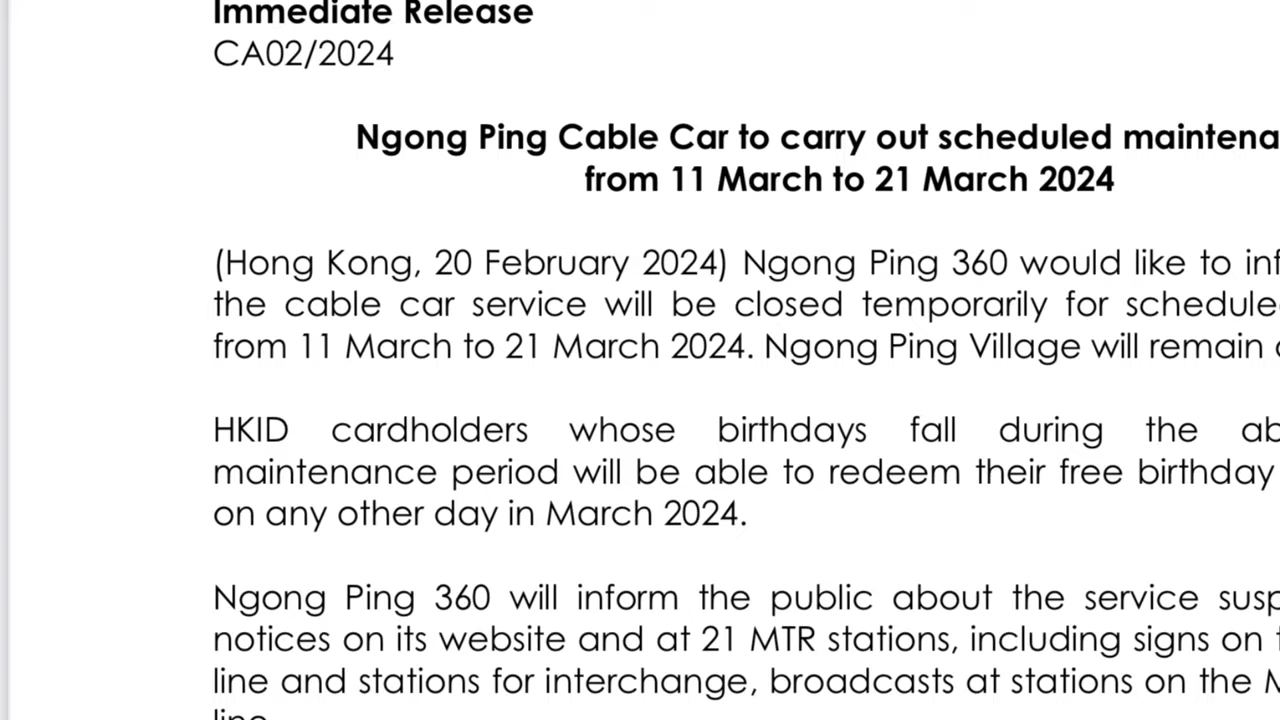 Immediate Release
CA02/2024
Ngong Ping Cable Car to carry out scheduled
from 11 March to 21 March 2024
(Hong Kong, 20 February 2024) Ngong Ping 360 would like to
the cable car service will be closed temporarily for
from 11 March to 21 March 2024. Ngong Ping Village will remain
HKID cardholders whose birthdays fall during the
maintenance period will be able to redeem their free birthday
on any other day in March 2024.
Ngong Ping 360 will inform the public about the service
notices on its website and at 21 MTR stations, including signs on
line and stations for interchange, broadcasts at stations on the